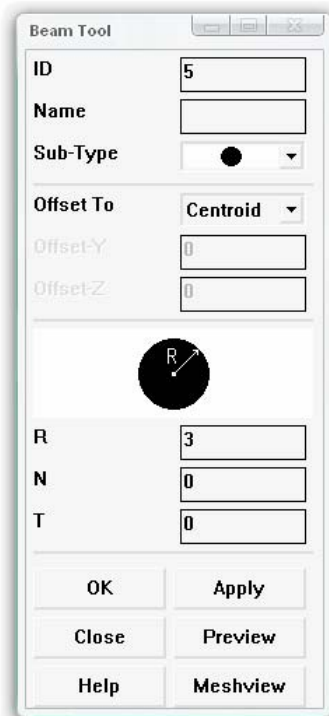 Beam Tool
ID 5
Name
Sub-Type
Offset To Centroid
Offset-Y 0
Offset-Z 0
R
R 3
N 0
T 0
OK Apply
Close Preview
Help Meshview